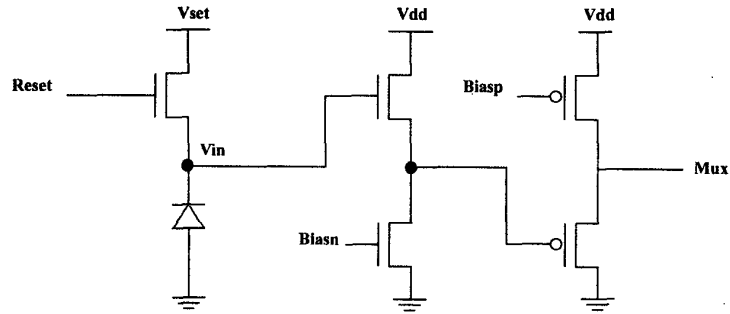 Vset
Vdd
Vdd
Reset
Biasp
Vin
Mux
Biasn